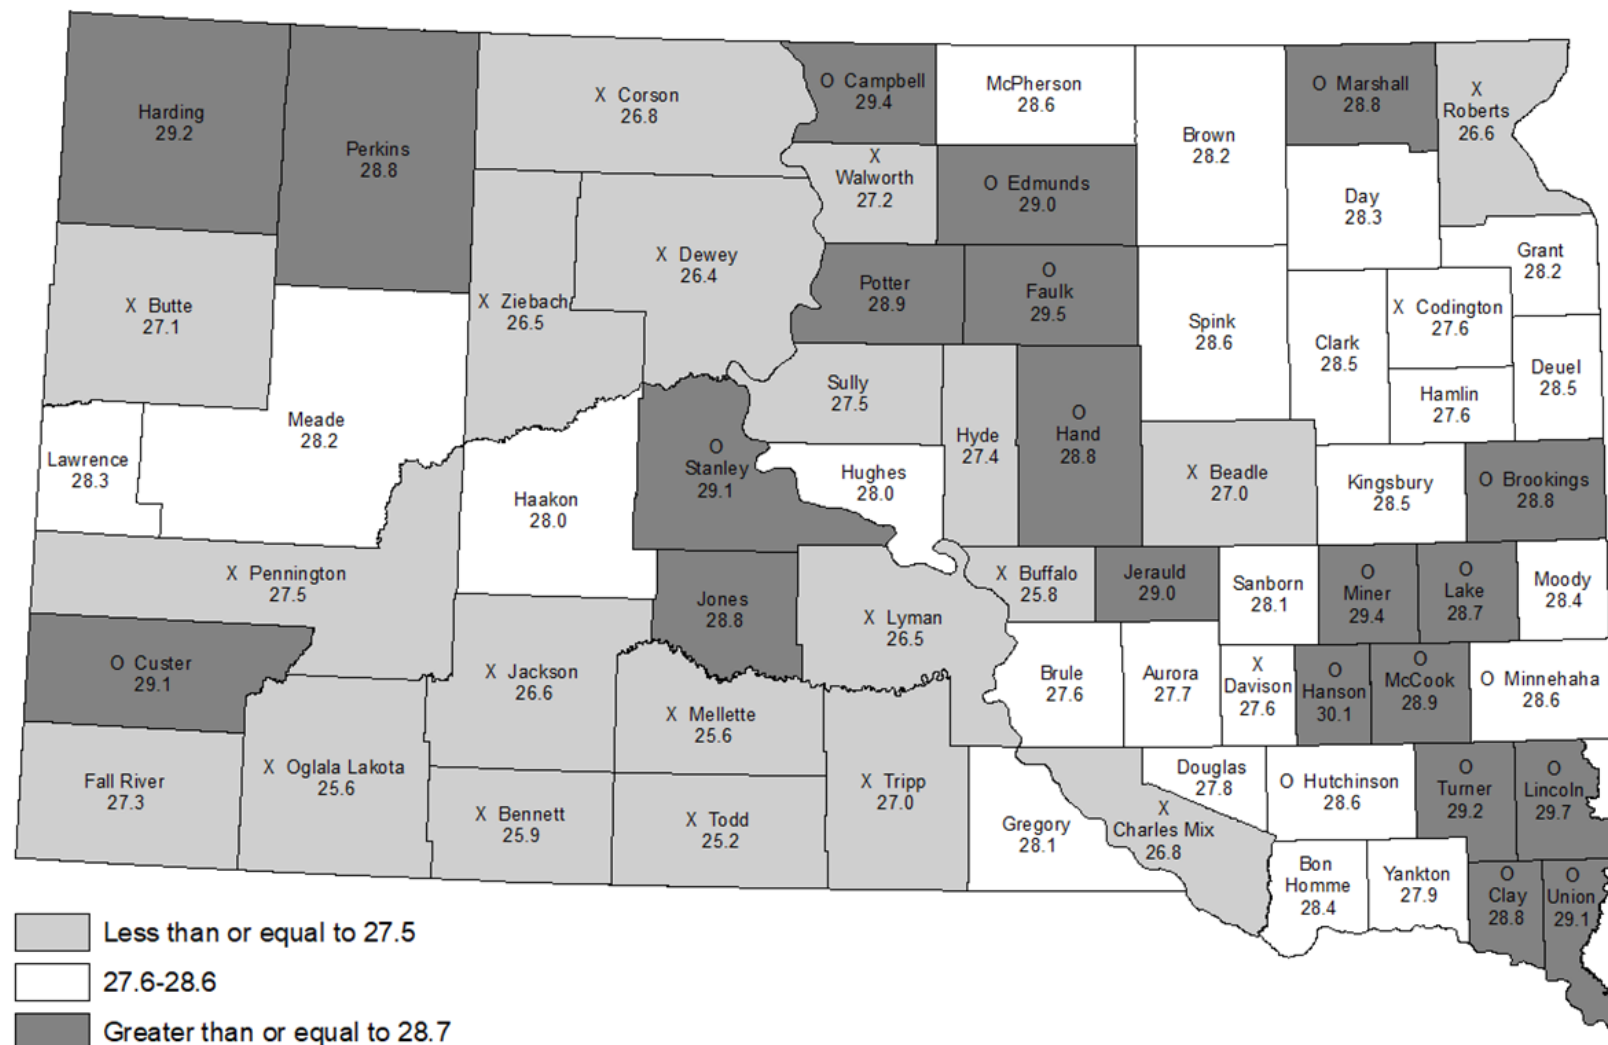 Harding
29.2
Perkins
28.8
X Corson
26.8
O Campbell
29.4
McPherson
28.6
Brown
28.2
O Marshall
28.8
X
Roberts
26.6
X
Walworth
27.2
O Edmunds
29.0
Day
28.3
Grant
28.2
X Butte
27.1
X Ziebach
26.5
X Dewey
26.4
Potter
28.9
O
Faulk
29.5
Spink
28.6
Clark
28.5
X Codington
27.6
Deuel
28.5
Hamlin
27.6
Lawrence
28.3
Meade
28.2
Haakon
28.0
O
Stanley
29.1
Sully
27.5
Hughes
28.0
Hyde
27.4
O
Hand
28.8
X Beadle
27.0
Kingsbury
28.5
O Brookings
28.8
X Pennington
27.5
Jones
28.8
X Lyman
26.5
X Buffalo
25.8
Jerauld
29.0
Sanborn
28.1
O
Miner
29.4
O
Lake
28.7
Moody
28.4
O Custer
29.1
X Jackson
26.6
X Mellette
25.6
Brule
27.6
Aurora
27.7
X
Davison
27.6
O
Hanson
30.1
O
McCook
28.9
O Minnehaha
28.6
Fall River
27.3
X Oglala Lakota
25.6
X Bennett
25.9
X Todd
25.2
X Tripp
27.0
Gregory
28.1
X
Charles Mix
26.8
Douglas
27.8
O Hutchinson
28.6
O
Turner
29.2
O
Lincoln
29.7
Bon
Homme
28.4
Yankton
27.9
O
Clay
28.8
O
Union
29.1
Less than or equal to 27.5
27.6-28.6
Greater than or equal to 28.7